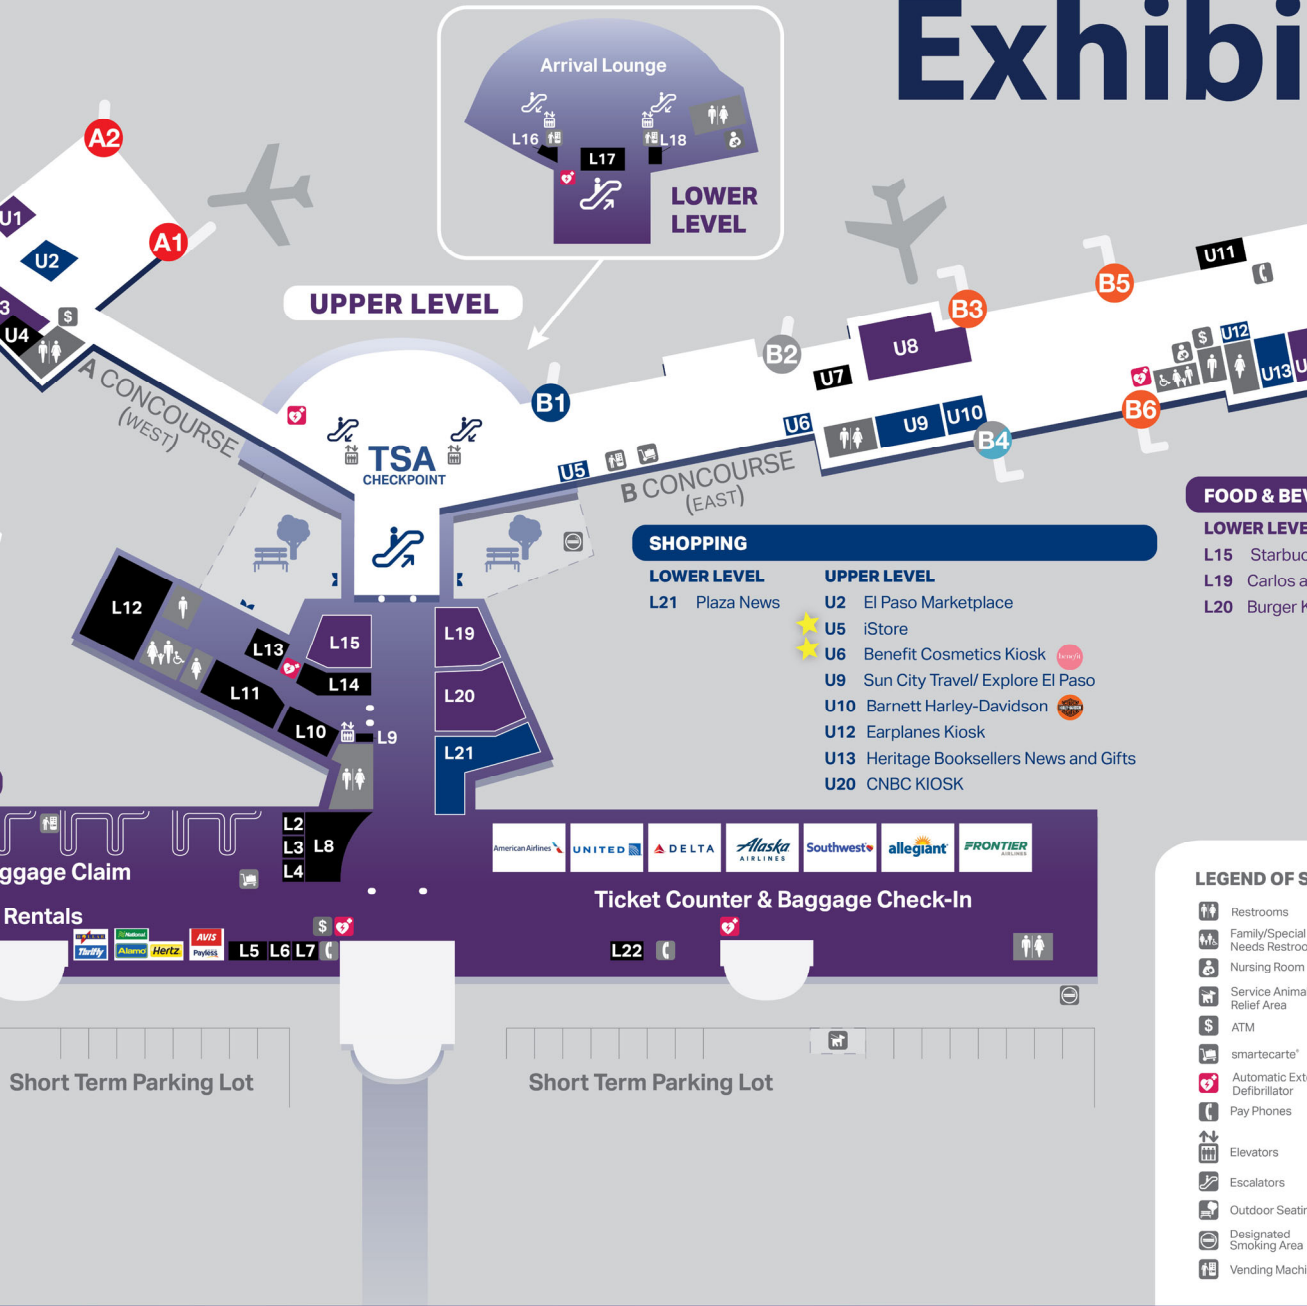 Exhibi
Arrival Lounge
L16
L18
L17
LOWER
LEVEL
A2
A1
U1
U2
3
U4
$
UPPER LEVEL
A CONCOURSE
(WEST)
B1
B2
B3
B5
B4
B6
U11
U12
$
U13
U
U8
U7
U6
U9
U10
U5
TSA
CHECKPOINT
B CONCOURSE
(EAST)
SHOPPING
LOWER LEVEL
L21 Plaza News
UPPER LEVEL
U2 El Paso Marketplace
U5 iStore
U6 Benefit Cosmetics Kiosk
benefit
U9 Sun City Travel/ Explore El Paso
U10 Barnett Harley-Davidson
HARLEY-DAVIDSON
U12 Earplanes Kiosk
U13 Heritage Booksellers News and Gifts
U20 CNBC KIOSK
FOOD & BEV
LOWER LEVE
L15 Starbuc
L19 Carlos a
L20 Burger K
L12
L13
L15
L14
L11
L10
L9
L19
L20
L21
L2
L3
L4
L8
ggage Claim
Rentals
National
Thrifty
Alamo
Hertz
AVIS
Payless
L5 L6 L7
$
American Airlines
UNITED
DELTA
Alaska
AIRLINES
Southwest
allegiant
FRONTIER
AIRLINES
Ticket Counter & Baggage Check-In
L22
Short Term Parking Lot
Short Term Parking Lot
LEGEND OF S
Restrooms
Family/Special
Needs Restroo
Nursing Room
Service Anima
Relief Area
$ ATM
smartecarte®
Automatic Exte
Defibrillator
Pay Phones
Elevators
Escalators
Outdoor Seatin
Designated
Smoking Area
Vending Machi